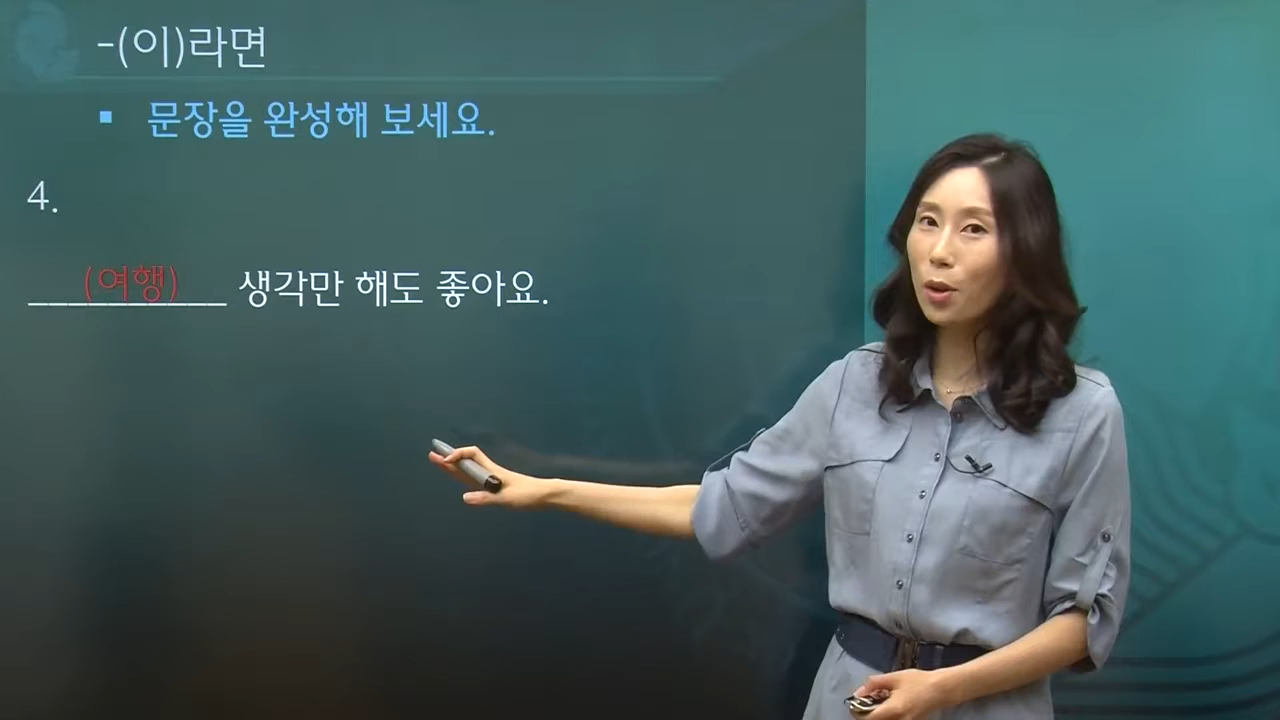 -(이)라면
▪ 문장을 완성해 보세요.
4.
__________(여행) 생각만 해도 좋아요.